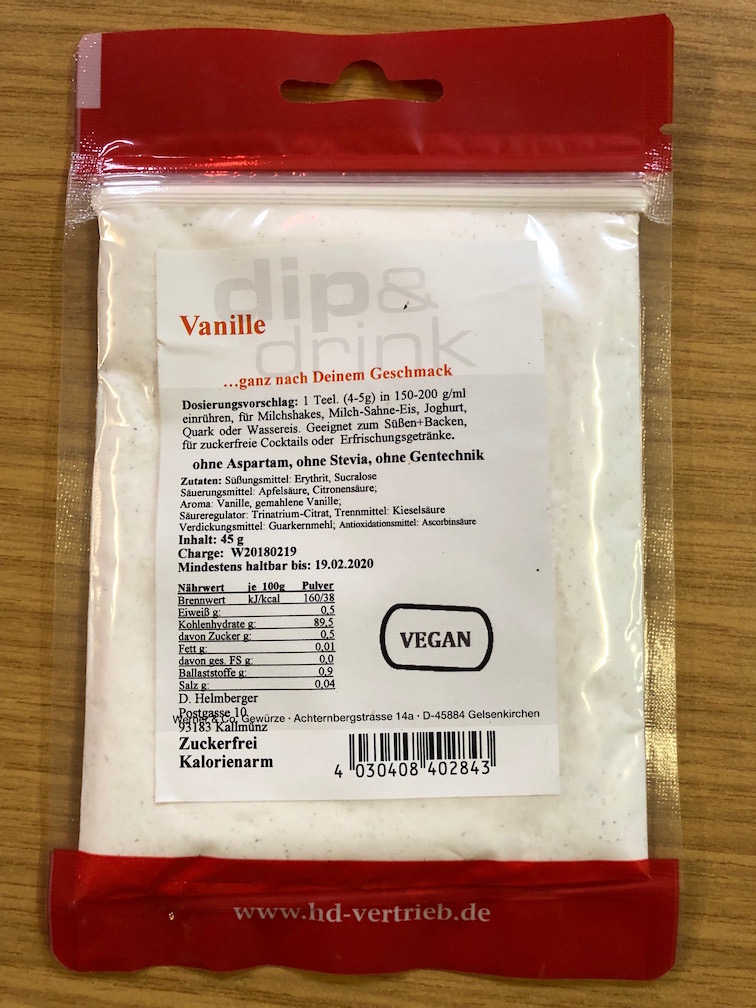 dip&
Vanille
drink
...ganz nach Deinem Geschmack
Dosierungsvorschlag: 1 Teel. (4-5g) in 150-200 g/ml
einrühren, für Milchshakes, Milch-Sahne-Eis, Joghurt,
Quark oder Wassereis. Geeignet zum Süßen+Backen,
für zuckerfreie Cocktails oder Erfrischungsgetränke.
ohne Aspartam, ohne Stevia, ohne Gentechnik
Zutaten: Süßungsmittel: Erythrit, Sucralose
Säuerungsmittel: Apfelsäure, Citronensäure;
Aroma: Vanille, gemahlene Vanille;
Säureregulator: Trinatrium-Citrat, Trennmittel: Kieselsäure
Verdickungsmittel: Guarkernmehl; Antioxidationsmittel: Ascorbinsäure
Inhalt: 45 g
Charge: W20180219
Mindestens haltbar bis: 19.02.2020
Nährwert je 100g Pulver
Brennwert kJ/kcal 160/38
Eiweiß g: 0,5
Kohlenhydrate g: 89,5
davon Zucker g: 0,5
Fett g: 0,01
davon ges. FS g: 0,0
Ballaststoffe g: 0,9
Salz g: 0,04
VEGAN
D. Helmberger
Postgasse 10
Werner & Co. Gewürze · Achternbergstrasse 14a · D-45884 Gelsenkirchen
93183 Kallmünz
Zuckerfrei
Kalorienarm
4 030408 402843
www.hd-vertrieb.de